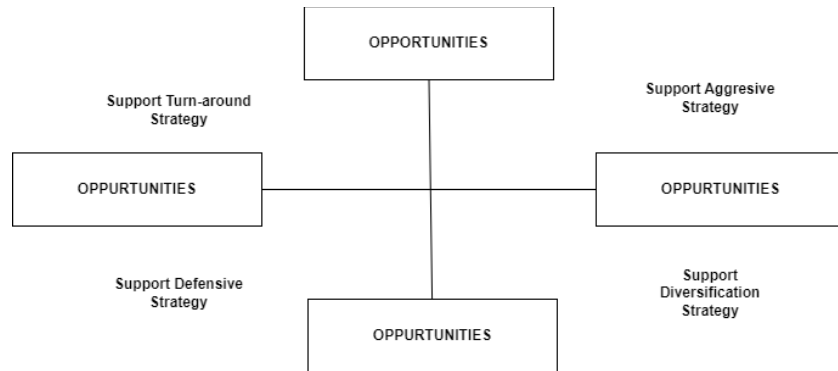 OPPORTUNITIES
Support Turn-around
Strategy
Support Aggresive
Strategy
OPPURTUNITIES
OPPURTUNITIES
Support Defensive
Strategy
Support
Diversification
Strategy
OPPURTUNITIES